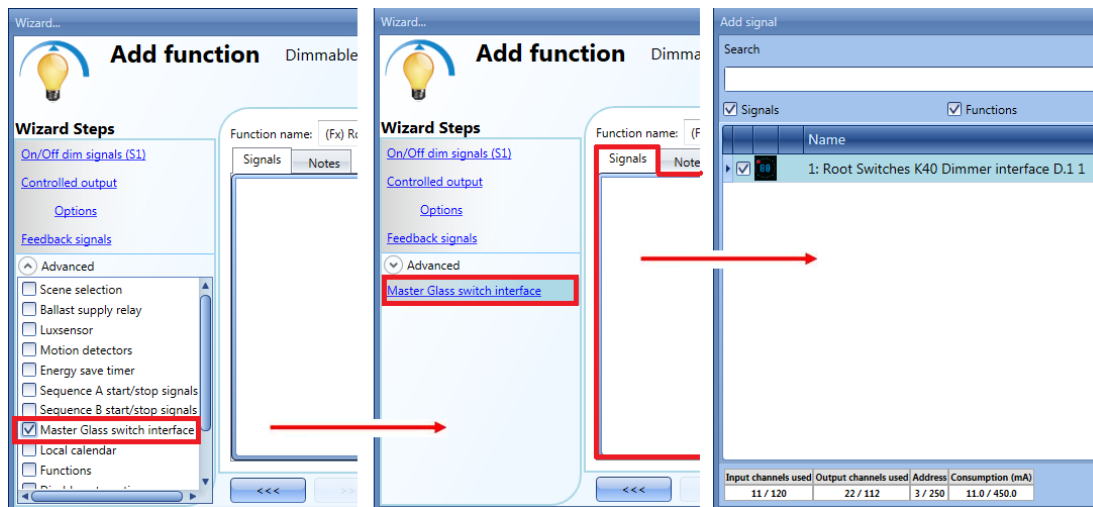 Wizard...
Add function Dimmable
Wizard Steps
On/Off dim signals (S1)
Controlled output
Options
Feedback signals
Advanced
Scene selection
Ballast supply relay
Luxsensor
Motion detectors
Energy save timer
Sequence A start/stop signals
Sequence B start/stop signals
Master Glass switch interface
Local calendar
Functions
Function name: (Fx) Ro
Signals Notes
<<< >>
Wizard...
Add function Dimma
Wizard Steps
On/Off dim signals (S1)
Controlled output
Options
Feedback signals
Advanced
Master Glass switch interface
Function name: (F
Signals Note
<<<
Add signal
Search
Signals Functions
Name
1: Root Switches K40 Dimmer interface D.1 1
Input channels used Output channels used Address Consumption (mA)
11 / 120 22 / 112 3 / 250 11.0 / 450.0